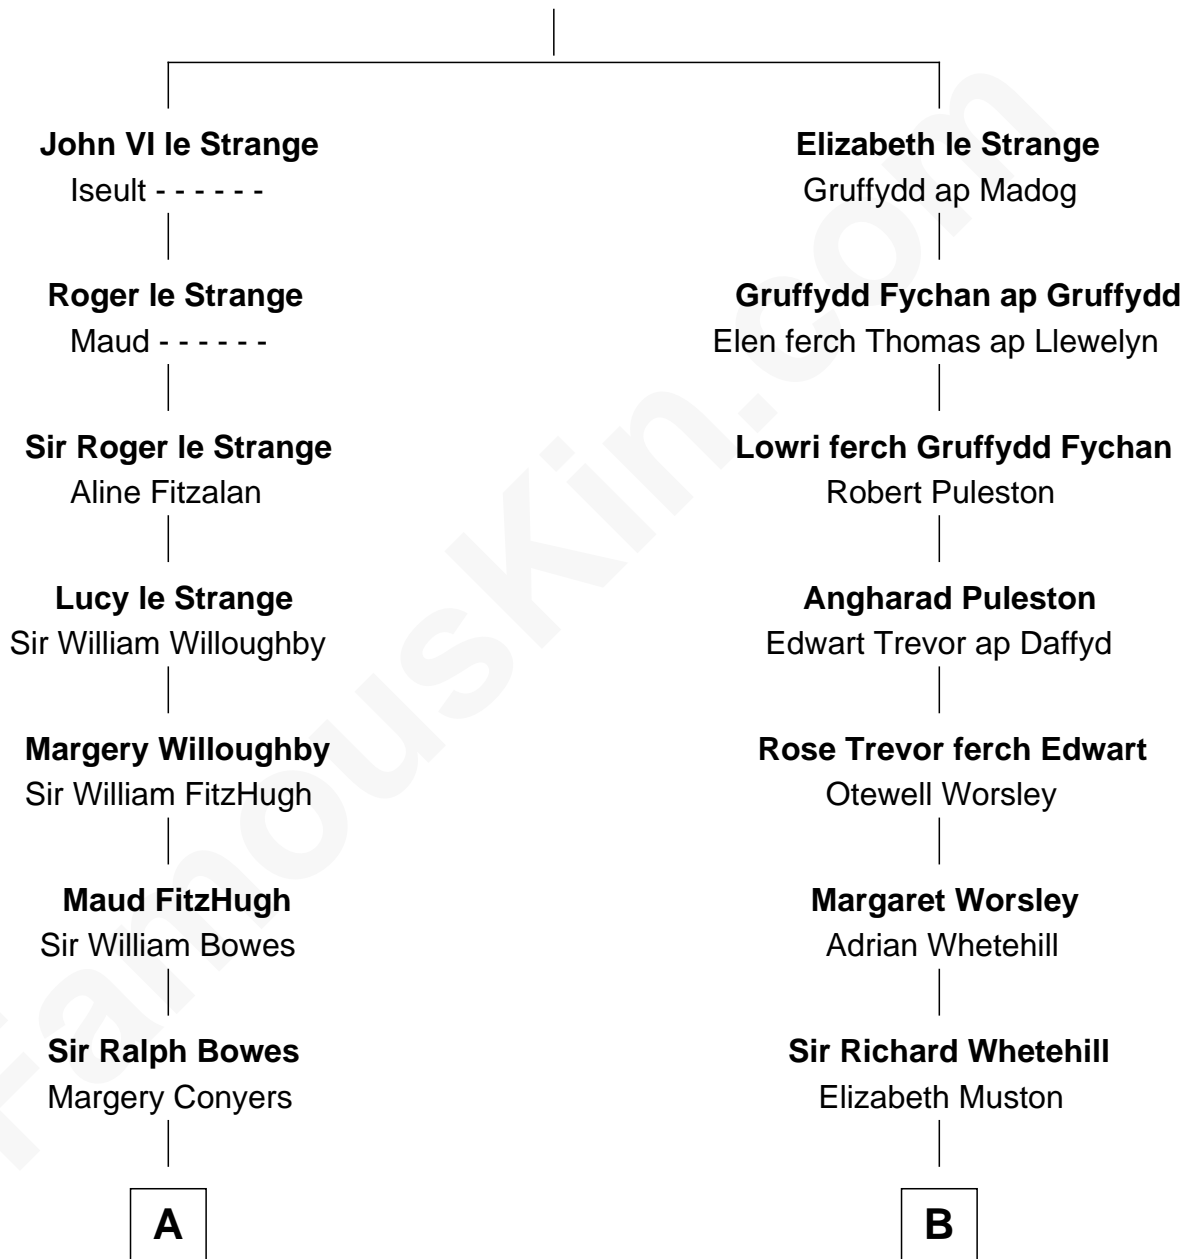 John VI le Strange
Iseult - - - - - -
Roger le Strange
Maud - - - - - -
Sir Roger le Strange
Aline Fitzalan
Lucy le Strange
Sir William Willoughby
Margery Willoughby
Sir William FitzHugh
Maud FitzHugh
Sir William Bowes
Sir Ralph Bowes
Margery Conyers
A
Elizabeth le Strange
Gruffydd ap Madog
Gruffydd Fychan ap Gruffydd
Elen ferch Thomas ap Llewelyn
Lowri ferch Gruffydd Fychan
Robert Puleston
Angharad Puleston
Edwart Trevor ap Daffyd
Rose Trevor ferch Edwart
Otewell Worsley
Margaret Worsley
Adrian Whetehill
Sir Richard Whetehill
Elizabeth Muston
B
FamousKin.com